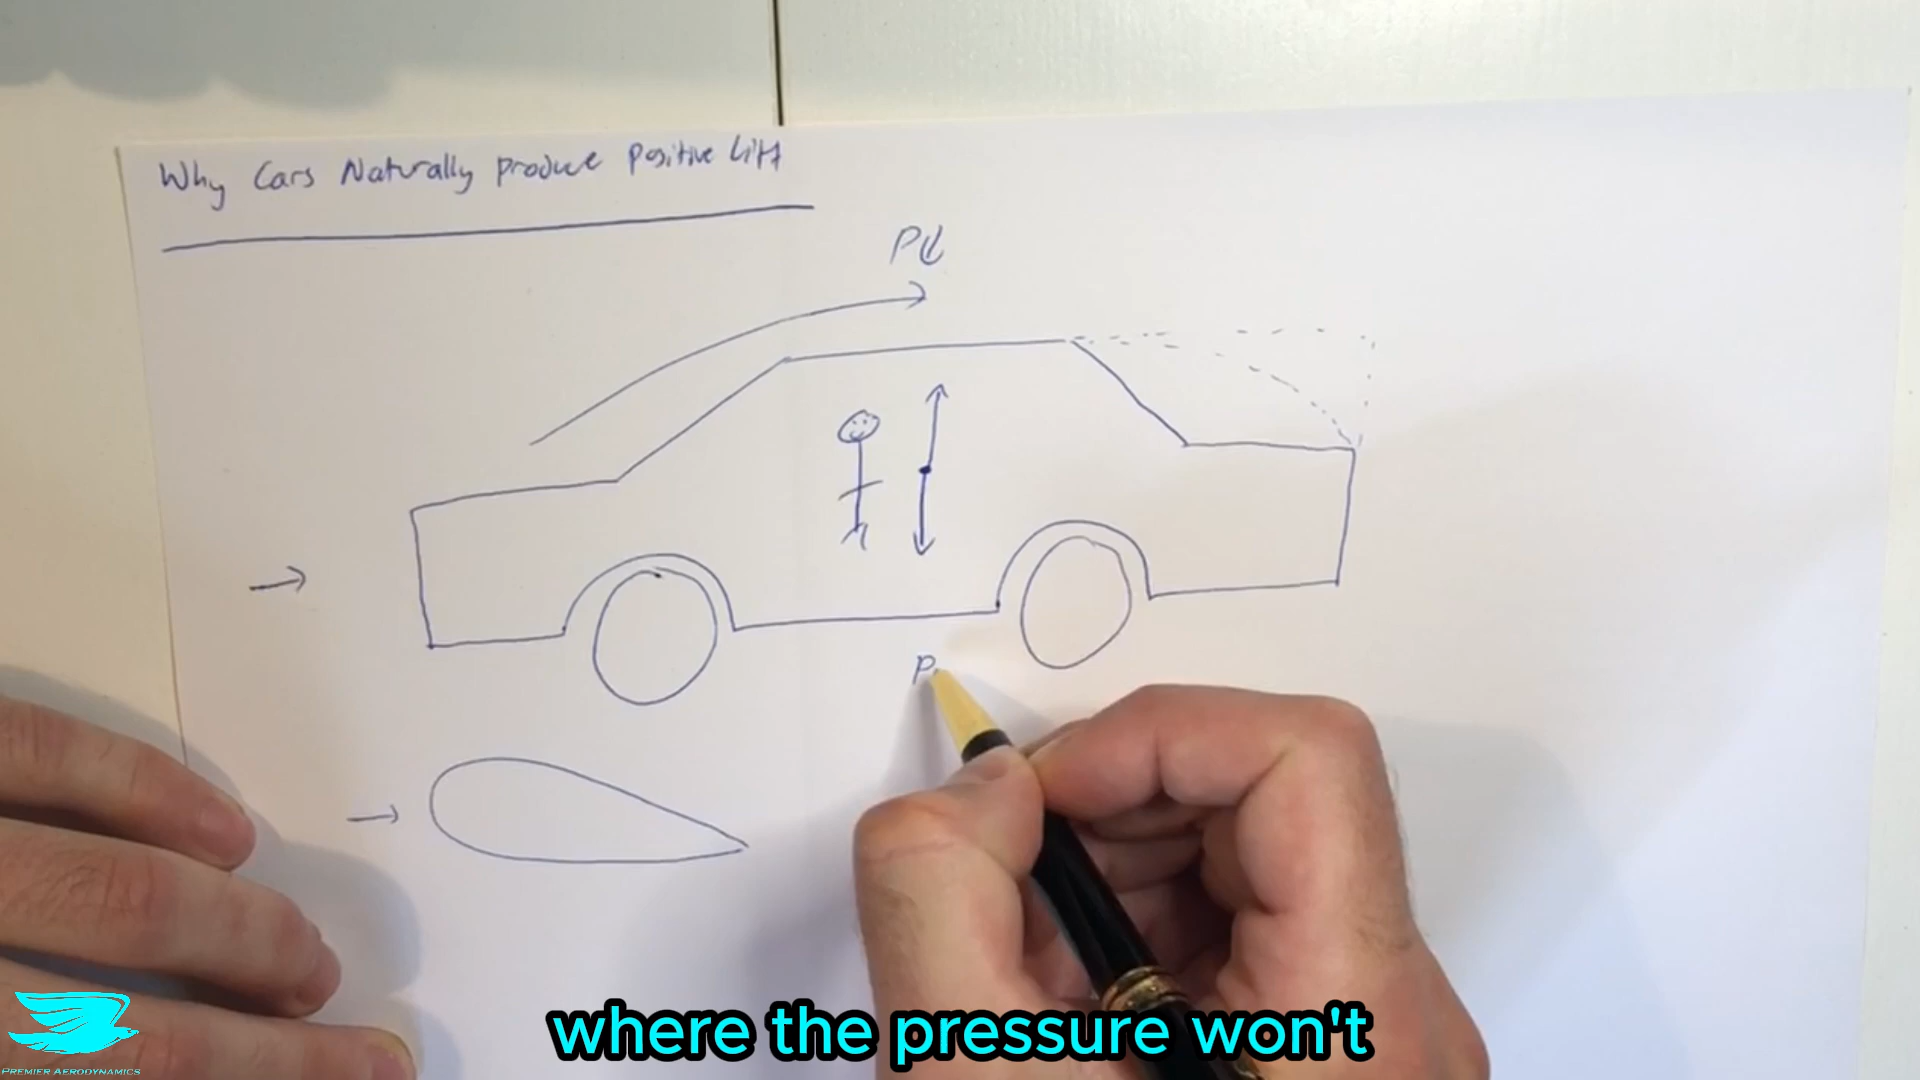 Why Cars Naturally produce Positive Lift
P↓
P
where the pressure won't
PREMIER AERODYNAMICS